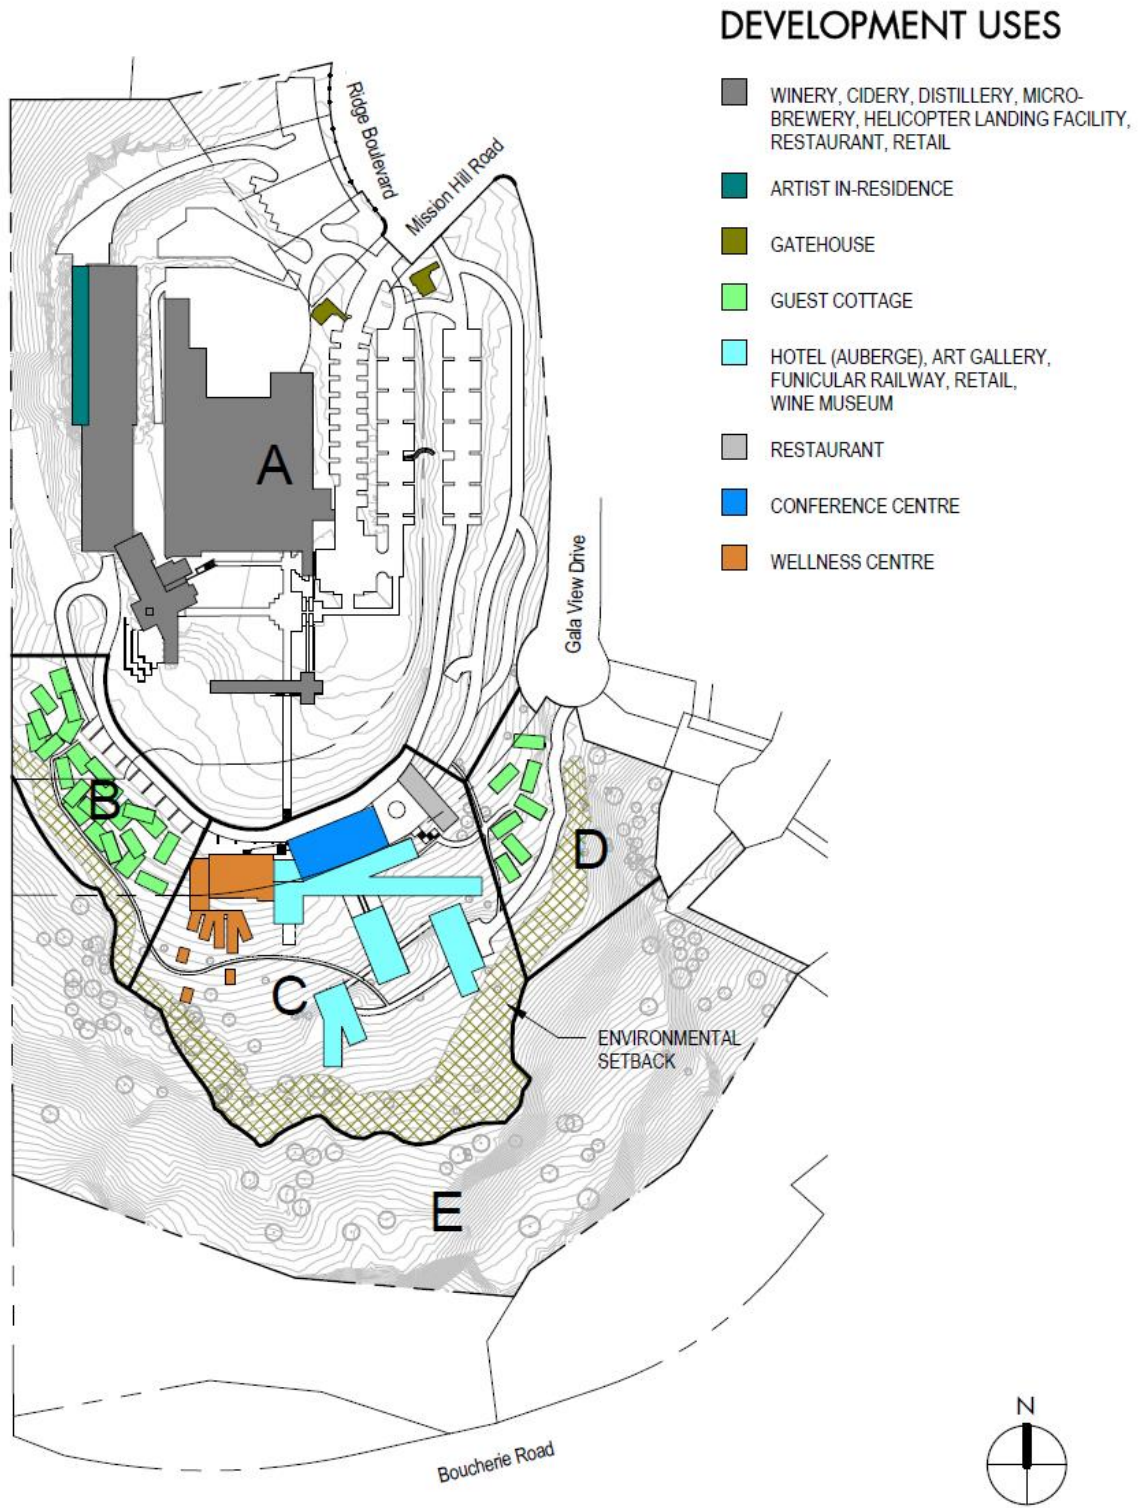 DEVELOPMENT USES
WINERY, CIDERY, DISTILLERY, MICRO-
BREWERY, HELICOPTER LANDING FACILITY,
RESTAURANT, RETAIL
ARTIST IN-RESIDENCE
GATEHOUSE
GUEST COTTAGE
HOTEL (AUBERGE), ART GALLERY,
FUNICULAR RAILWAY, RETAIL,
WINE MUSEUM
RESTAURANT
CONFERENCE CENTRE
WELLNESS CENTRE
Ridge Boulevard
Mission Hill Road
A
Gala View Drive
B
D
C
ENVIRONMENTAL
SETBACK
E
N
Boucherie Road